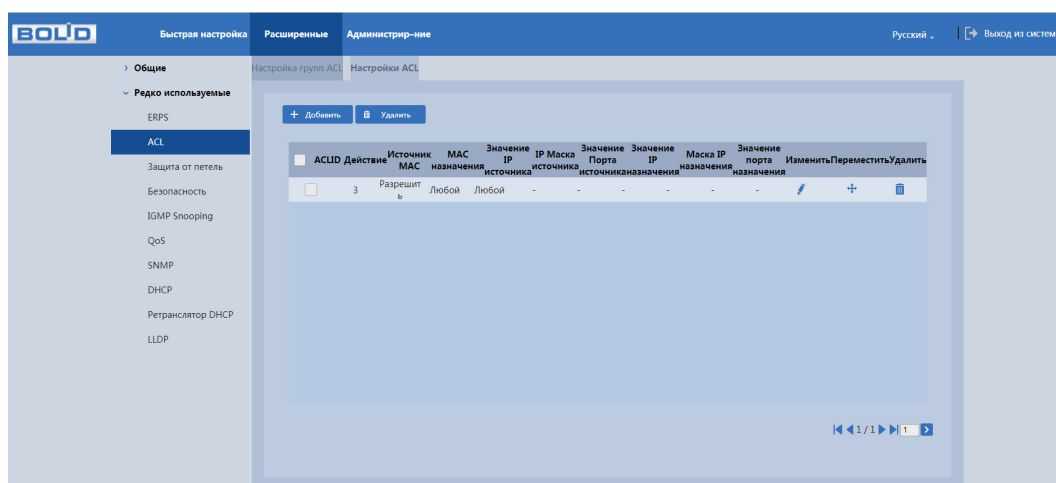 BOLID
Быстрая настройка Расширенные Администрир-ние Русский Выход из систем
Общие
Настройка групп ACL Настройки ACL
Редко используемые
ERPS
Добавить Удалить
ACL
ACLID Действие Источник MAC MAC назначения Значение IP источника IP Маска источника Значение Порта источника Значение IP назначения Маска IP назначения Значение порта назначения Изменить Переместить Удалить
Защита от петель
3 Разрешить Любой Любой - - - - - -
Безопасность
IGMP Snooping
QoS
SNMP
DHCP
Ретранслятор DHCP
LLDP
1 / 1 1